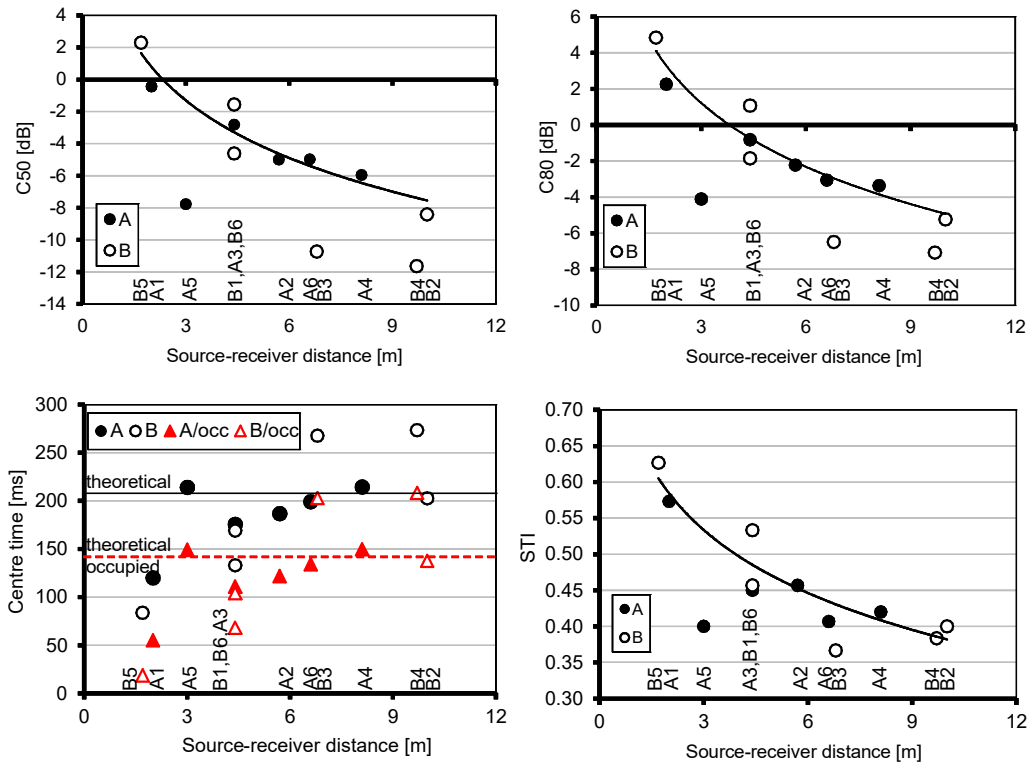 4
2
0
-2
-4
-6
-8
-10
-12
-14
C50 [dB]
A
B
B5
A1
A5
B1,A3,B6
A2
A6
B3
A4
B4
B2
0 3 6 9 12
Source-receiver distance [m]
6
4
2
0
-2
-4
-6
-8
-10
C80 [dB]
A
B
B5
A1
A5
B1,A3,B6
A2
A6
B3
A4
B4
B2
0 3 6 9 12
Source-receiver distance [m]
300
250
200
150
100
50
0
Centre time [ms]
A B A/occ B/occ
theoretical
theoretical
occupied
B5
A1
A5
B1,B6,A3
A2
A6
B3
A4
B4
B2
0 3 6 9 12
Source-receiver distance [m]
0.70
0.65
0.60
0.55
0.50
0.45
0.40
0.35
0.30
STI
A
B
B5
A1
A5
A3,B1,B6
A2
A6
B3
A4
B4
B2
0 3 6 9 12
Source-receiver distance [m]